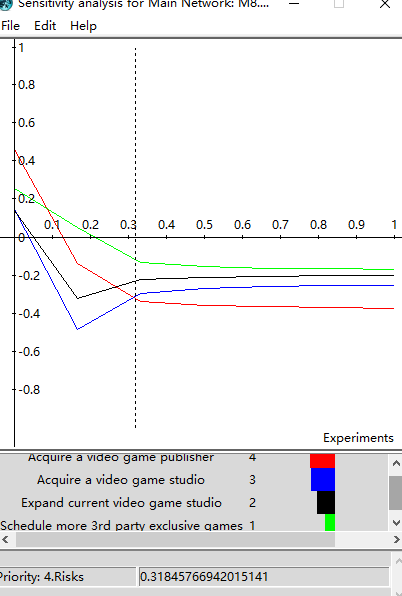 Sensitivity analysis for Main Network: M8....
File Edit Help
1
0.8
0.6
0.4
0.2
0.1 0.2 0.3 0.4 0.5 0.6 0.7 0.8 0.9 1
0
-0.2
-0.4
-0.6
-0.8
Experiments
Acquire a video game publisher 4
Acquire a video game studio 3
Expand current video game studio 2
Schedule more 3rd party exclusive games 1
Priority: 4.Risks 0.31845766942015141